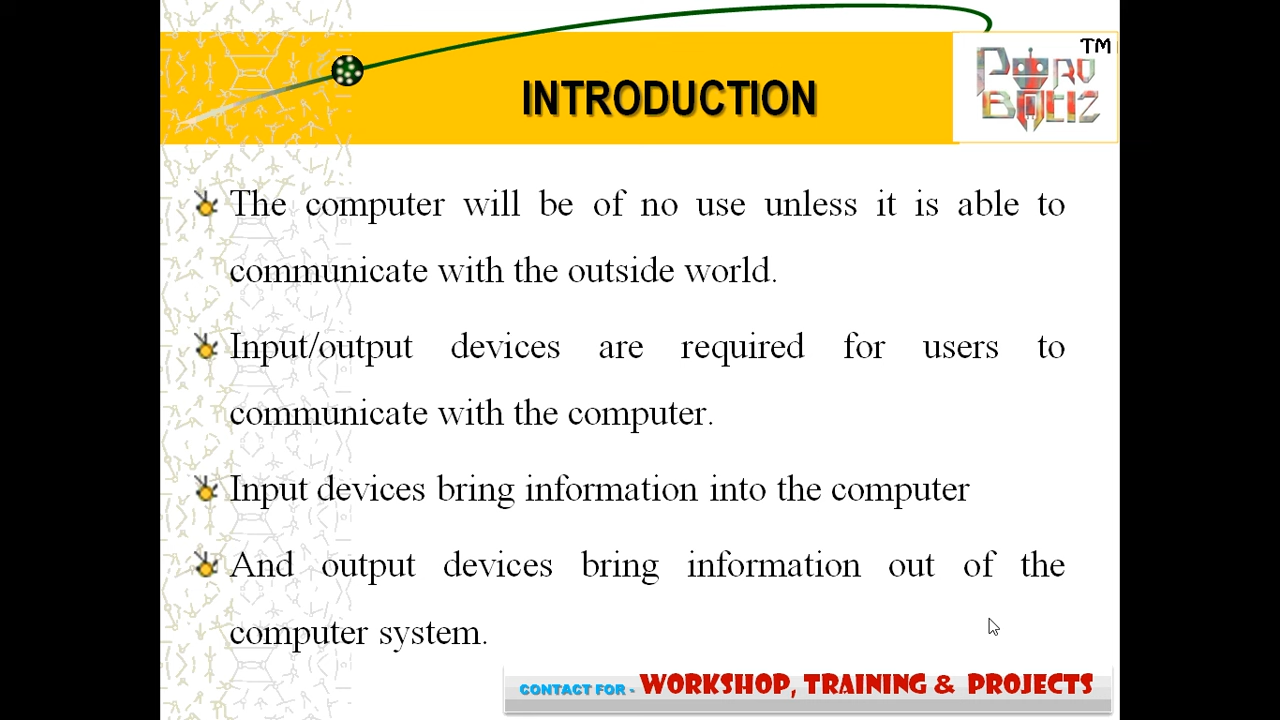 INTRODUCTION
TM
PORO
BOTIZ
The computer will be of no use unless it is able to
communicate with the outside world.
Input/output devices are required for users to
communicate with the computer.
Input devices bring information into the computer
And output devices bring information out of the
computer system.
CONTACT FOR - WORKSHOP, TRAINING & PROJECTS